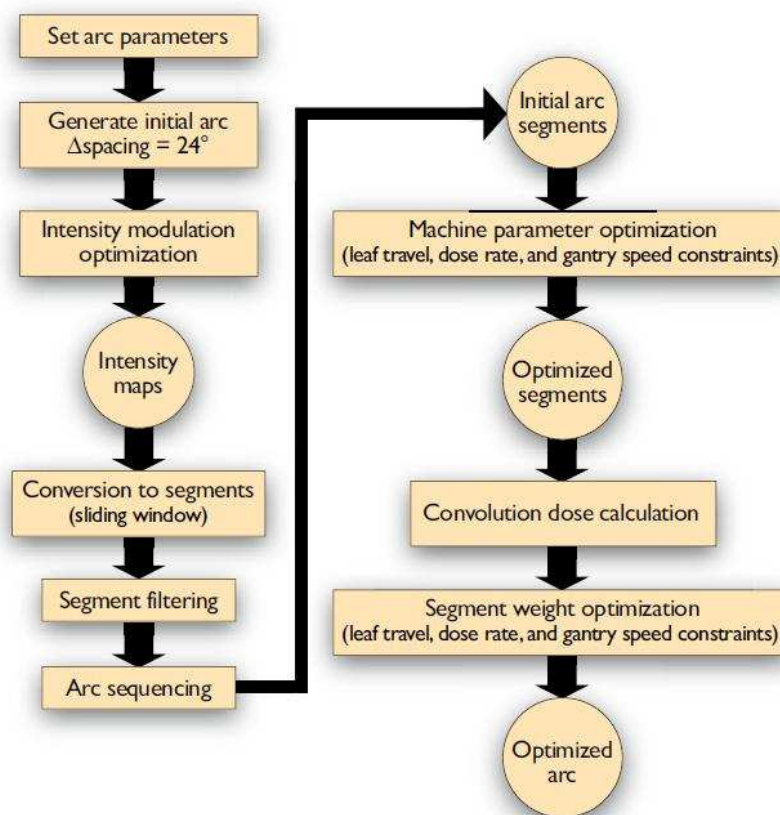 Set arc parameters
Generate initial arc
Δspacing = 24°
Intensity modulation
optimization
Intensity
maps
Conversion to segments
(sliding window)
Segment filtering
Arc sequencing
Initial arc
segments
Machine parameter optimization
(leaf travel, dose rate, and gantry speed constraints)
Optimized
segments
Convolution dose calculation
Segment weight optimization
(leaf travel, dose rate, and gantry speed constraints)
Optimized
arc